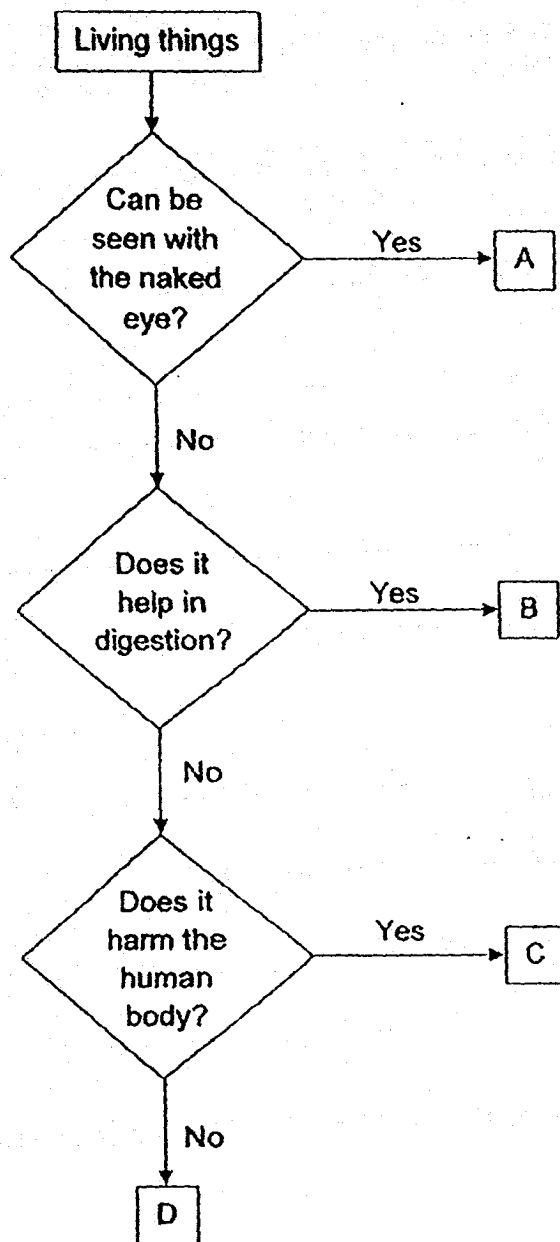 Living things
Can be
seen with
the naked
eye?
Yes
A
No
Does it
help in
digestion?
Yes
B
No
Does it
harm the
human
body?
Yes
C
No
D